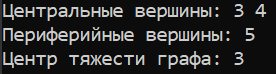 Центральные вершины: 3 4
Периферийные вершины: 5
Центр тяжести графа: 3